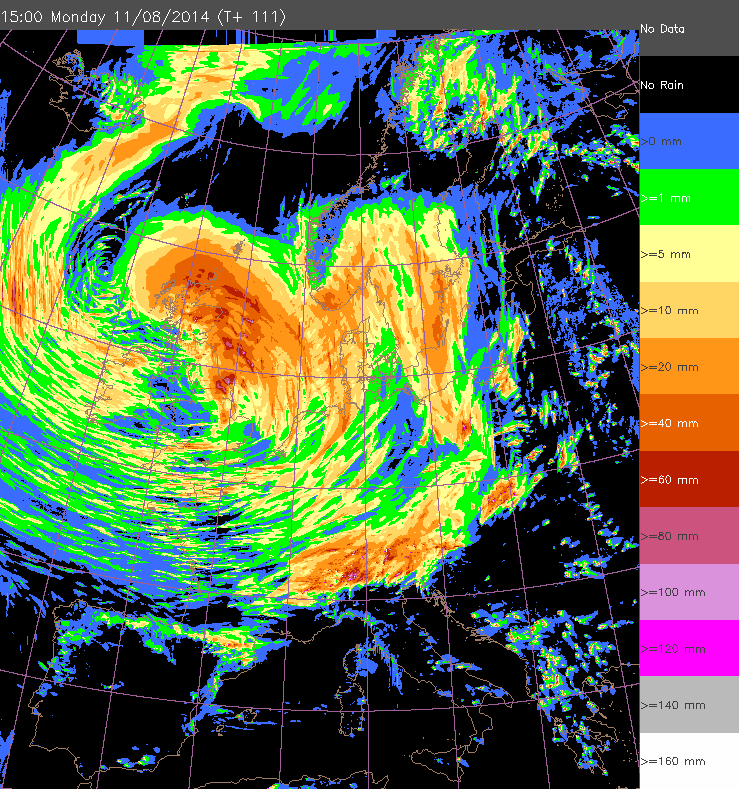 15:00 Monday 11/08/2014 (T+ 111)
No Data
No Rain
>0 mm
>=1 mm
>=5 mm
>=10 mm
>=20 mm
>=40 mm
>=60 mm
>=80 mm
>=100 mm
>=120 mm
>=140 mm
>=160 mm